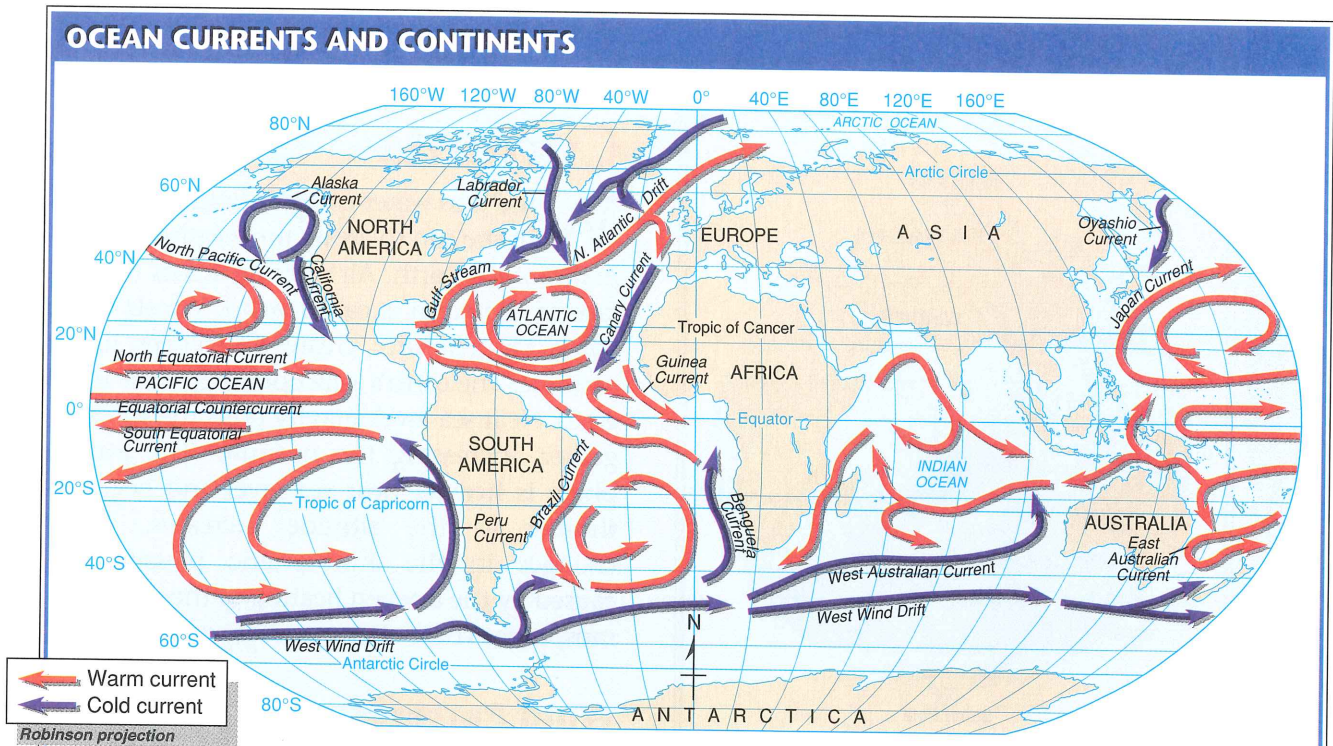 OCEAN CURRENTS AND CONTINENTS
160°W 120°W 80°W 40°W 0° 40°E 80°E 120°E 160°E
80°N
ARCTIC OCEAN
Arctic Circle
60°N
Alaska
Current
Labrador
Current
N. Atlantic Drift
NORTH
AMERICA
EUROPE
ASIA
Oyashio
Current
40°N
North Pacific Current
California
Current
Gulf Stream
Canary Current
Japan Current
ATLANTIC
OCEAN
20°N
Tropic of Cancer
North Equatorial Current
PACIFIC OCEAN
Guinea
Current
AFRICA
0°
Equatorial Countercurrent
Equator
South Equatorial
Current
SOUTH
AMERICA
INDIAN
OCEAN
20°S
Tropic of Capricorn
Brazil Current
Peru
Current
Benguela
Current
AUSTRALIA
East
Australian
Current
40°S
West Australian Current
West Wind Drift
N
60°S
West Wind Drift
Antarctic Circle
80°S
ANTARCTICA
Warm current
Cold current
Robinson projection